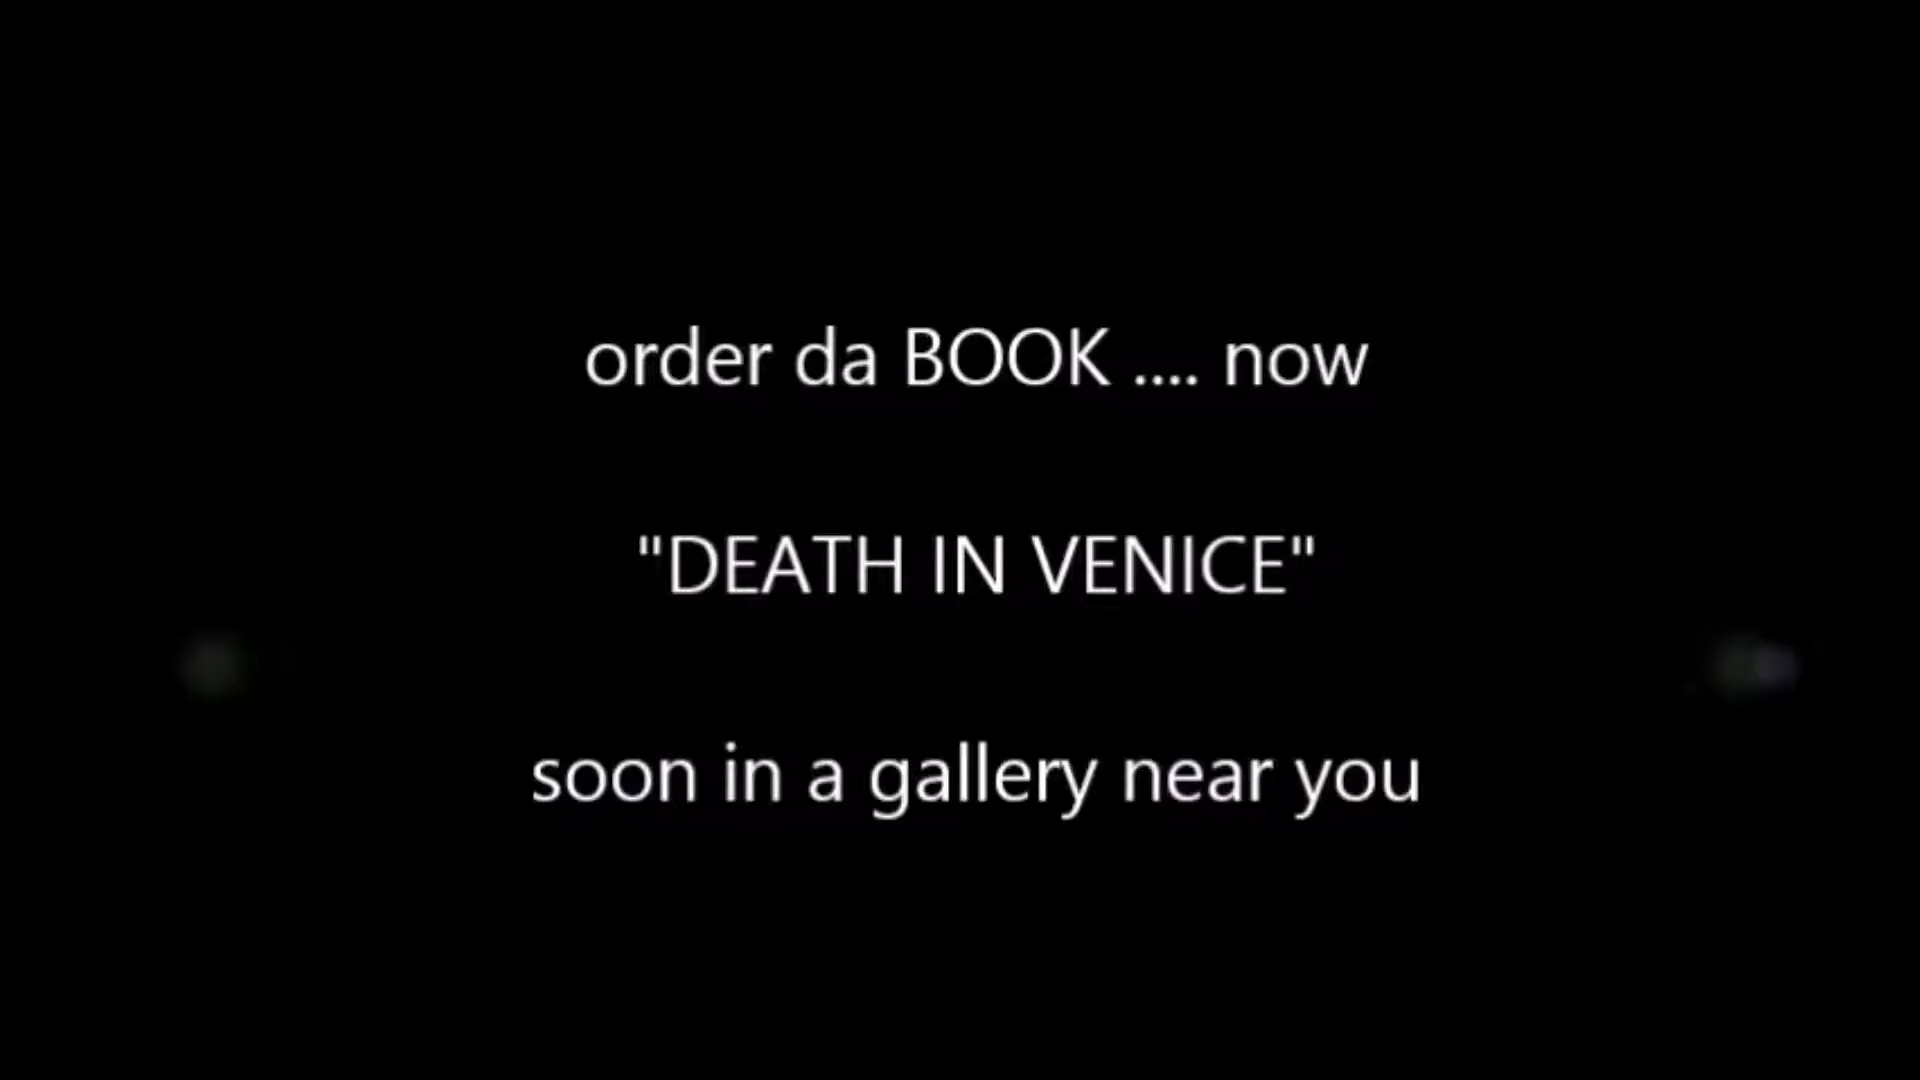 order da BOOK .... now
"DEATH IN VENICE"
soon in a gallery near you